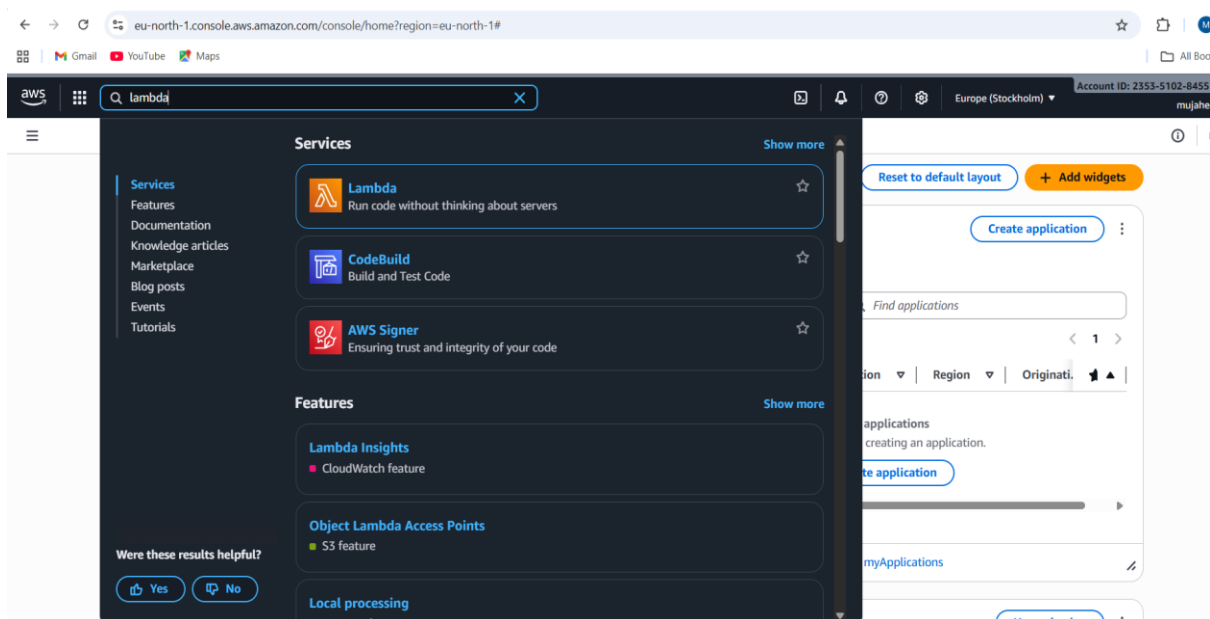 eu-north-1.console.aws.amazon.com/console/home?region=eu-north-1#
M
Gmail YouTube Maps
All Boo
aws
lambda
Europe (Stockholm)
Account ID: 2353-5102-8455
mujahe
Services
Features
Documentation
Knowledge articles
Marketplace
Blog posts
Events
Tutorials
Were these results helpful?
Yes No
Services Show more
Lambda
Run code without thinking about servers
CodeBuild
Build and Test Code
AWS Signer
Ensuring trust and integrity of your code
Features Show more
Lambda Insights
CloudWatch feature
Object Lambda Access Points
S3 feature
Local processing
Reset to default layout + Add widgets
Create application
Find applications
1
ion Region Originati.
applications
creating an application.
te application
myApplications